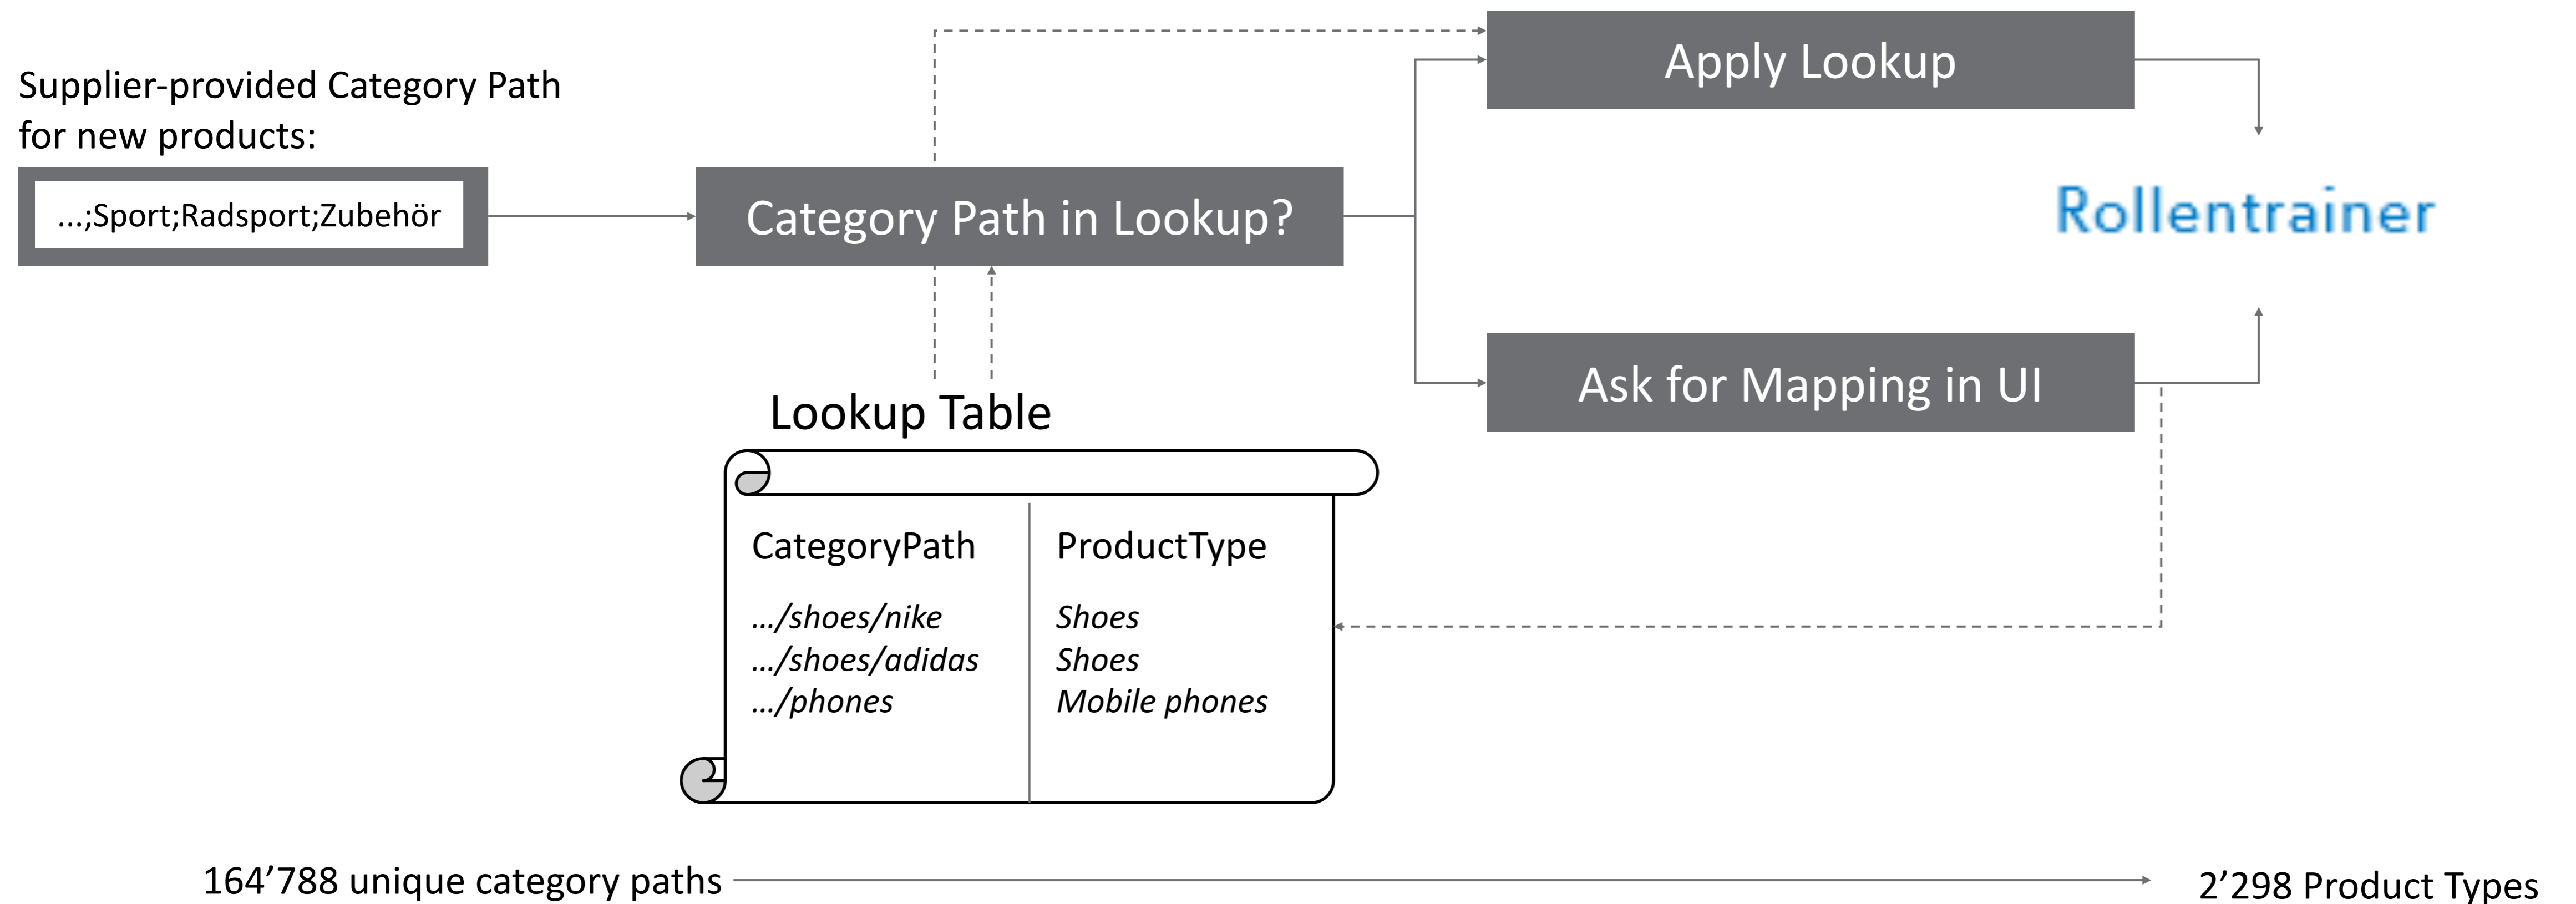 Supplier-provided Category Path
for new products:
...;Sport;Radsport;Zubehör
Category Path in Lookup?
Apply Lookup
Ask for Mapping in UI
Rollentrainer
Lookup Table
CategoryPath ProductType
.../shoes/nike Shoes
.../shoes/adidas Shoes
.../phones Mobile phones
164’788 unique category paths
2’298 Product Types